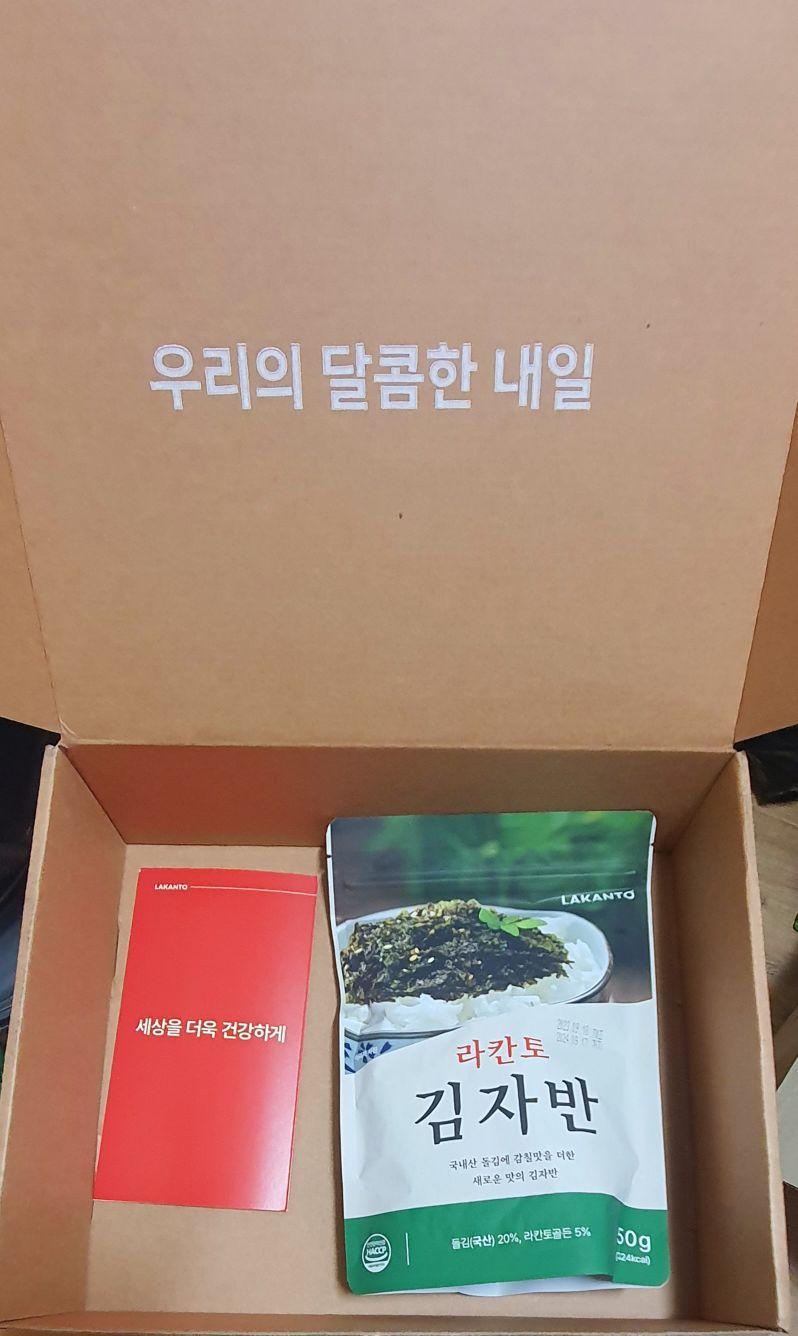 우리의 달콤한 내일
LAKANTO
세상을 더욱 건강하게
LAKANTO
라칸토
김자반
국내산 돌김에 감칠맛을 더한
새로운 맛의 김자반
HACCP
돌김(국산) 20%, 라칸토골든 5%
50g